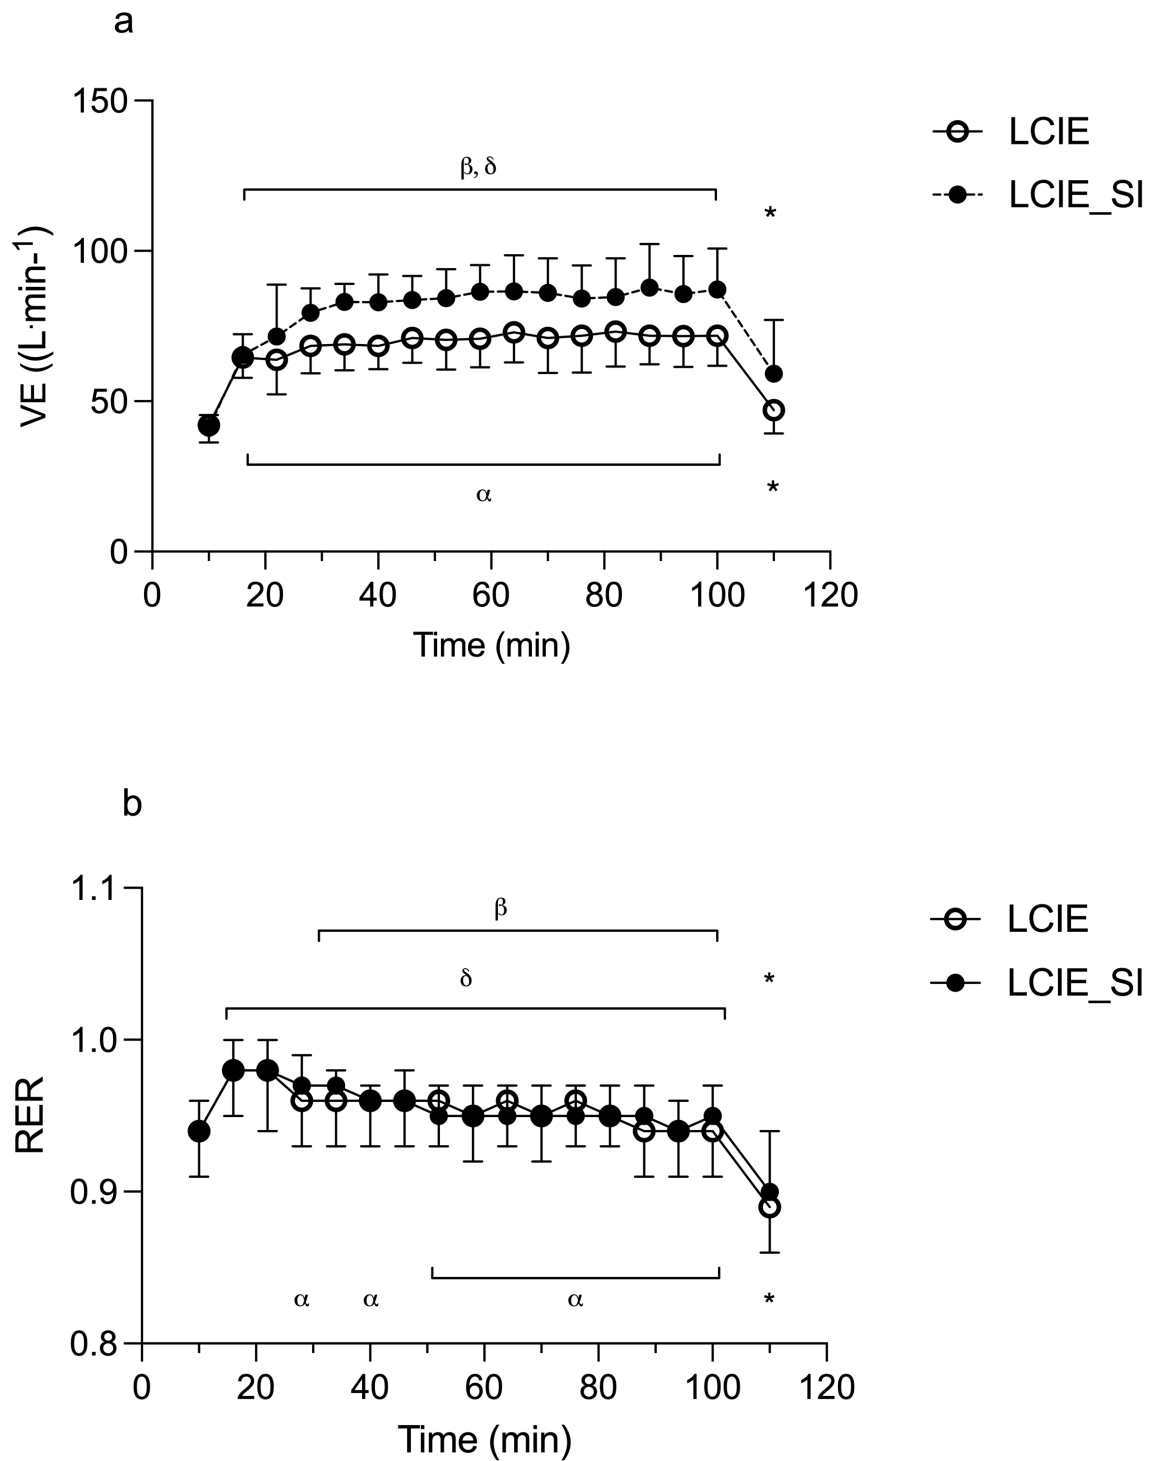 a
150
100
50
0
VE ((L·min-1)
β, δ
*
α
*
0 20 40 60 80 100 120
Time (min)
LCIE
LCIE_SI
b
1.1
1.0
0.9
0.8
RER
β
δ
*
α α α *
0 20 40 60 80 100 120
Time (min)
LCIE
LCIE_SI